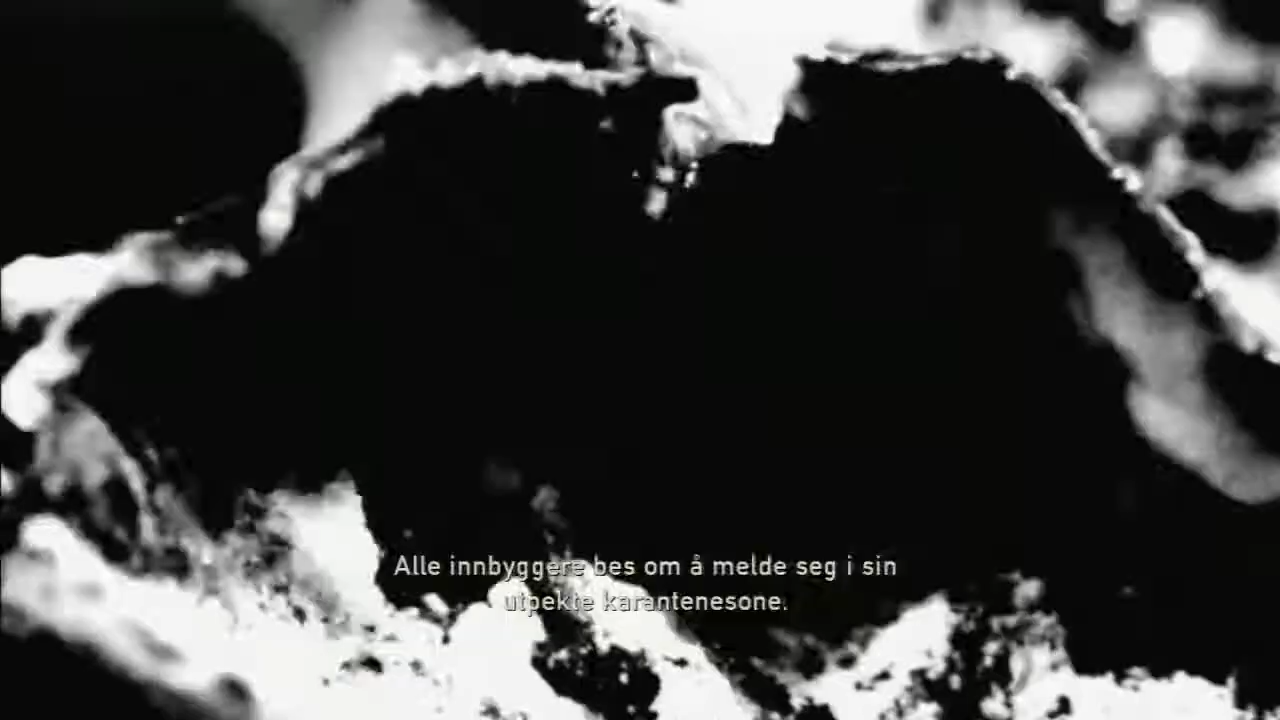 Alle innbyggere bes om å melde seg i sin
utpekte karantenesone.